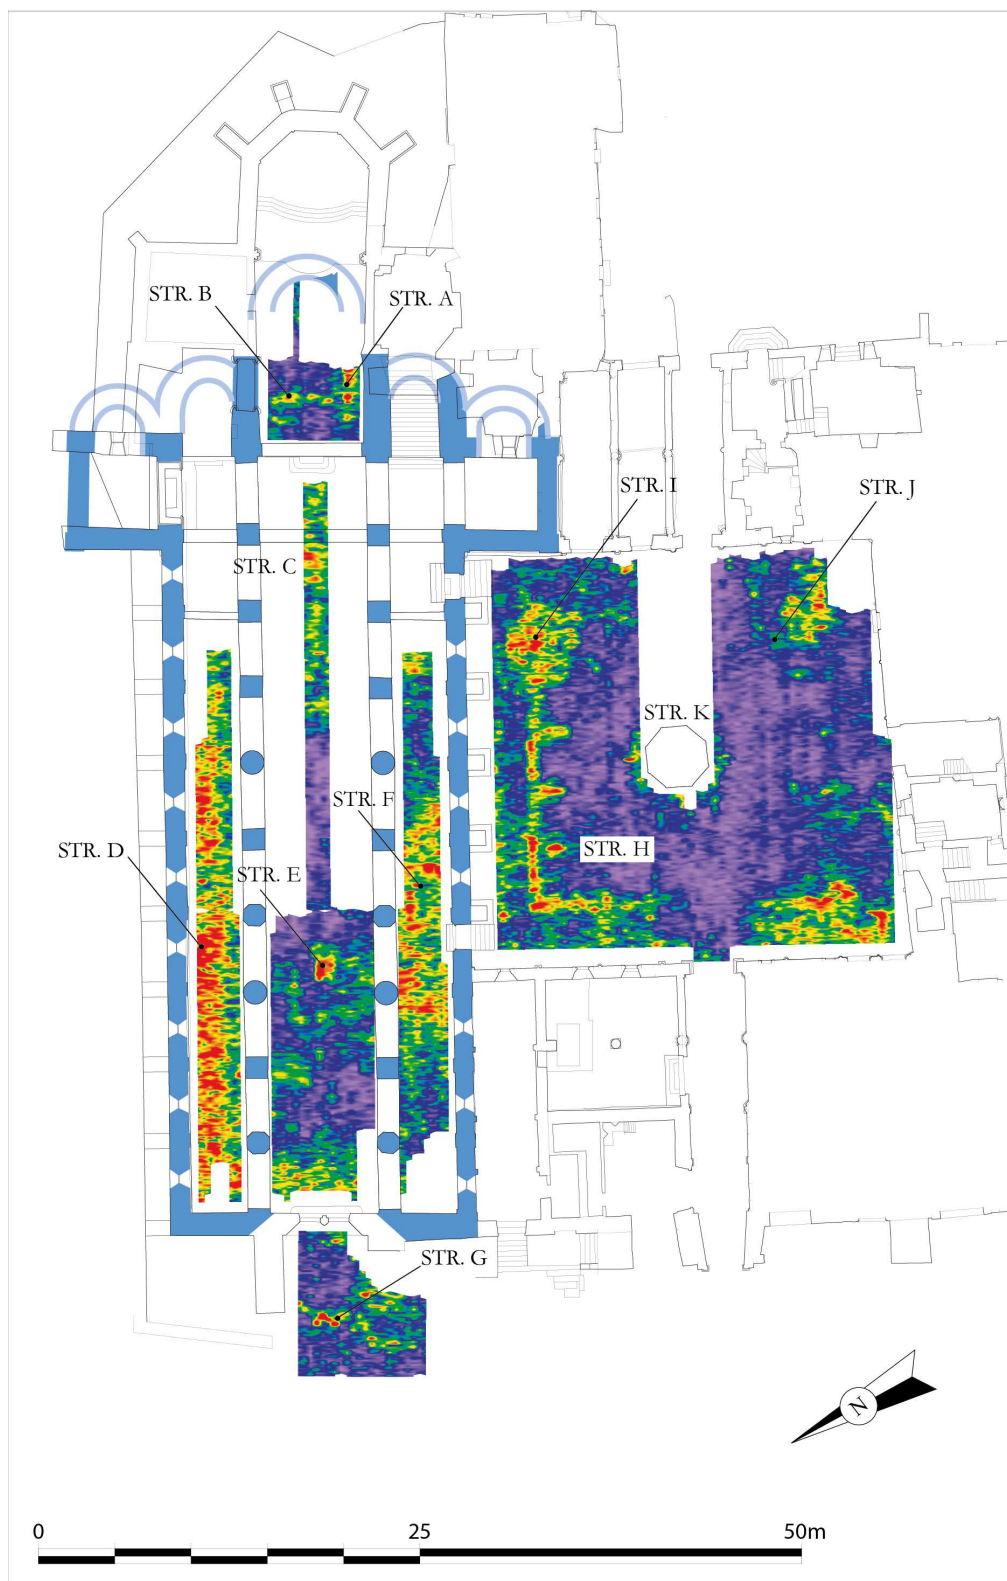 STR. B
STR. A
STR. I
STR. J
STR. C
STR. K
STR. F
STR. D
STR. H
STR. E
STR. G
N
0
25
50m